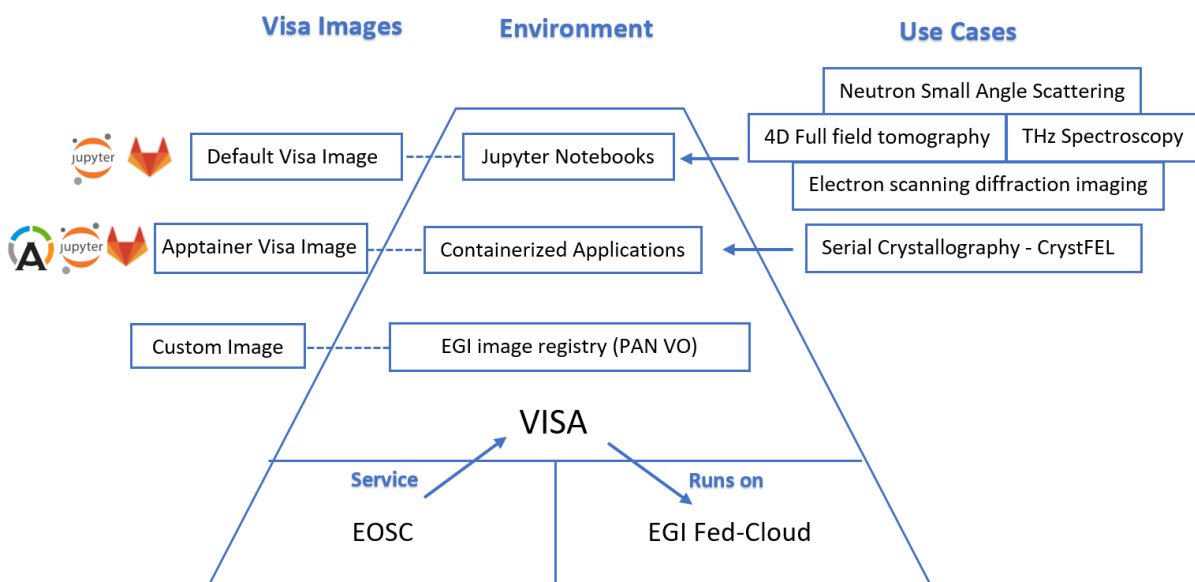 Visa Images
Environment
Use Cases
Neutron Small Angle Scattering
4D Full field tomography
THz Spectroscopy
Electron scanning diffraction imaging
jupyter
Default Visa Image
Jupyter Notebooks
A
jupyter
Apptainer Visa Image
Containerized Applications
Serial Crystallography - CrystFEL
Custom Image
EGI image registry (PAN VO)
VISA
Service
Runs on
EOSC
EGI Fed-Cloud